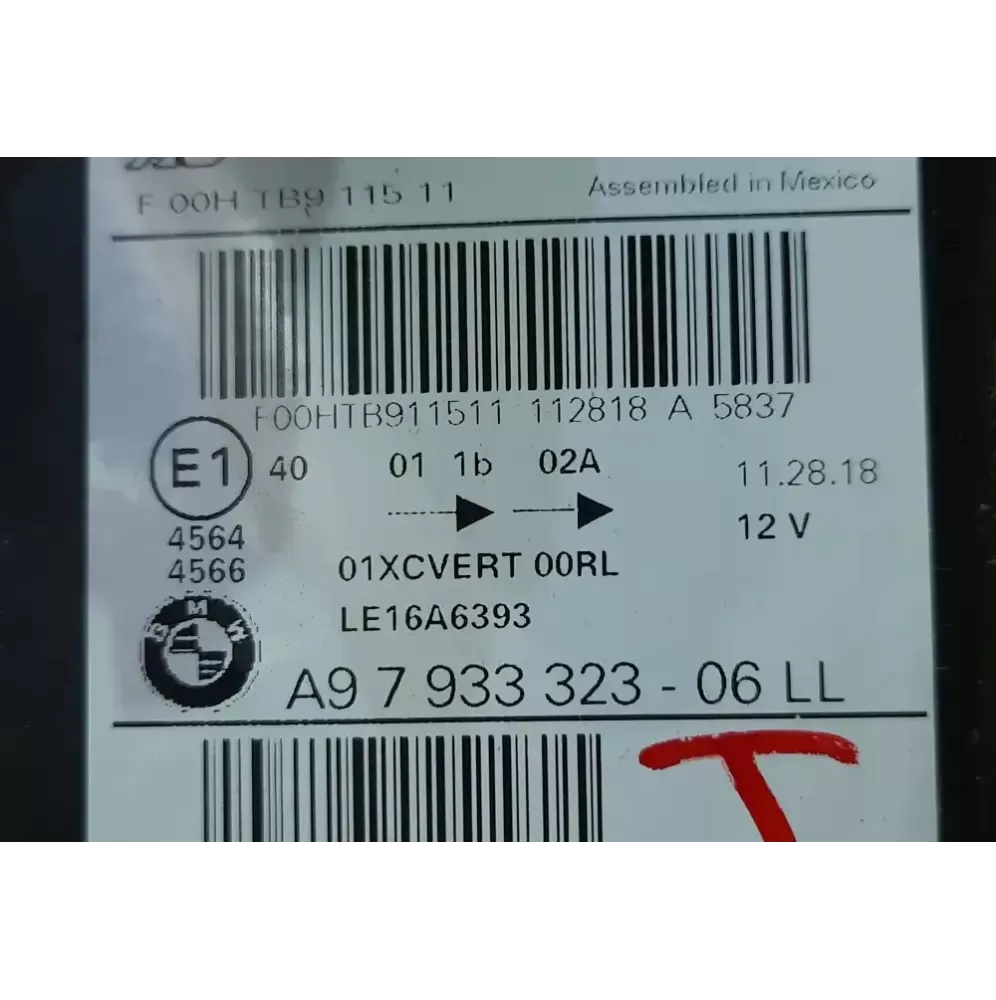 F 00H TB9 115 11
Assembled in Mexico
F00HTB911511 112818 A 5837
E1 40 01 1b 02A 11.28.18
4564 12 V
4566 01XCVERT 00RL
LE16A6393
BMW
A9 7 933 323 - 06 LL